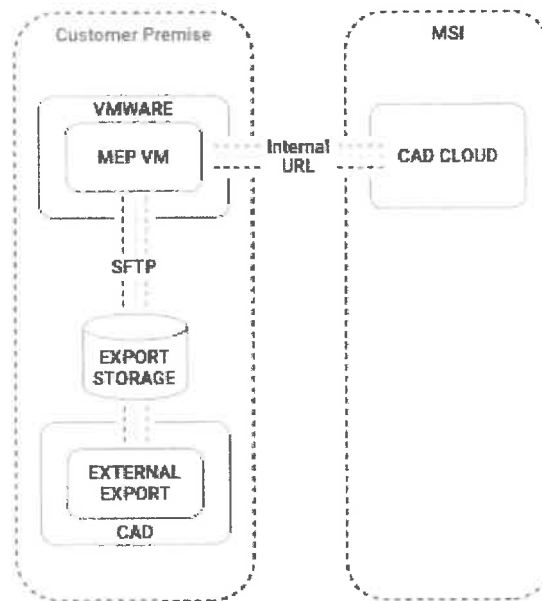 Customer Premise
MSI
VMWARE
MEP VM
Internal
URL
CAD CLOUD
SFTP
EXPORT
STORAGE
EXTERNAL
EXPORT
CAD